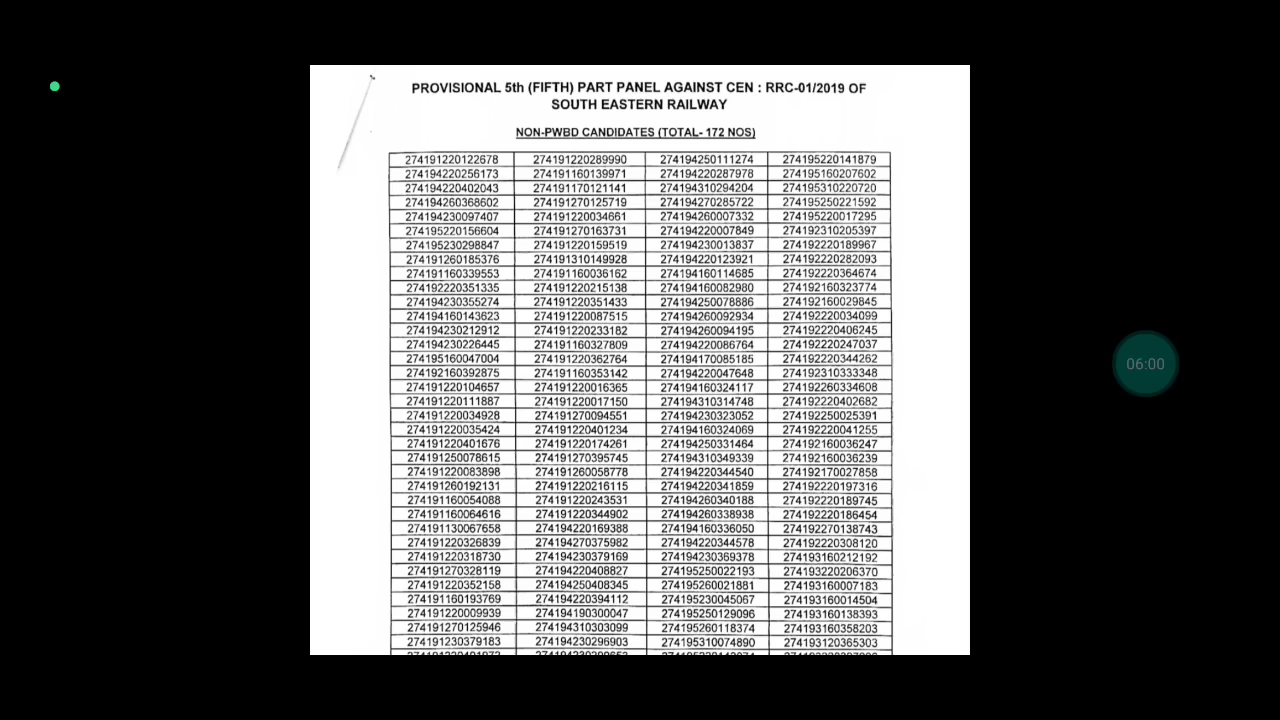 PROVISIONAL 5th (FIFTH) PART PANEL AGAINST CEN : RRC-01/2019 OF
SOUTH EASTERN RAILWAY
NON-PWBD CANDIDATES (TOTAL- 172 NOS)
274191220122678 274191220289990 274194250111274 274195220141879
274194220256173 274191160139971 274194220287978 274195160207602
274194220402043 274191170121141 274194310294204 274195310220720
274194260368602 274191270125719 274194270285722 274195250221592
274194230097407 274191220034661 274194260007332 274195220017295
274195220156604 274191270163731 274194220007849 274192310205397
274195230298847 274191220159519 274194230013837 274192220189967
274191260185376 274191310149928 274194220123921 274192220282093
274191160339553 274191160036162 274194160114685 274192220364674
274192220351335 274191220215138 274194160082980 274192160323774
274194230355274 274191220351433 274194250078886 274192160029845
274194160143623 274191220087515 274194260092934 274192220034099
274194230212912 274191220233182 274194260094195 274192220406245
274194230226445 274191160327809 274194220086764 274192220247037
274195160047004 274191220362764 274194170085185 274192220344262
274192160392875 274191160353142 274194220047648 274192310333348
274191220104657 274191220016365 274194160324117 274192260334608
274191220111887 274191220017150 274194310314748 274192220402682
274191220034928 274191270094551 274194230323052 274192250025391
274191220035424 274191220401234 274194160324069 274192220041255
274191220401676 274191220174261 274194250331464 274192160036247
274191250078615 274191270395745 274194310349339 274192160036239
274191220083898 274191260058778 274194220344540 274192170027858
274191260192131 274191220216115 274194220341859 274192220197316
274191160054088 274191220243531 274194260340188 274192220189745
274191160064616 274191220344902 274194260338938 274192220186454
274191130067658 274194220169388 274194160336050 274192270138743
274191220326839 274194270375982 274194220344578 274192220308120
274191220318730 274194230379169 274194230369378 274193160212192
274191270328119 274194220408827 274195250022193 274193220206370
274191220352158 274194250408345 274195260021881 274193160007183
274191160193769 274194220394112 274195230045067 274193160014504
274191220009939 274194190300047 274195250129096 274193160138393
274191270125946 274194310303099 274195260118374 274193160358203
274191230379183 274194230296903 274195310074890 274193120365303
06:00